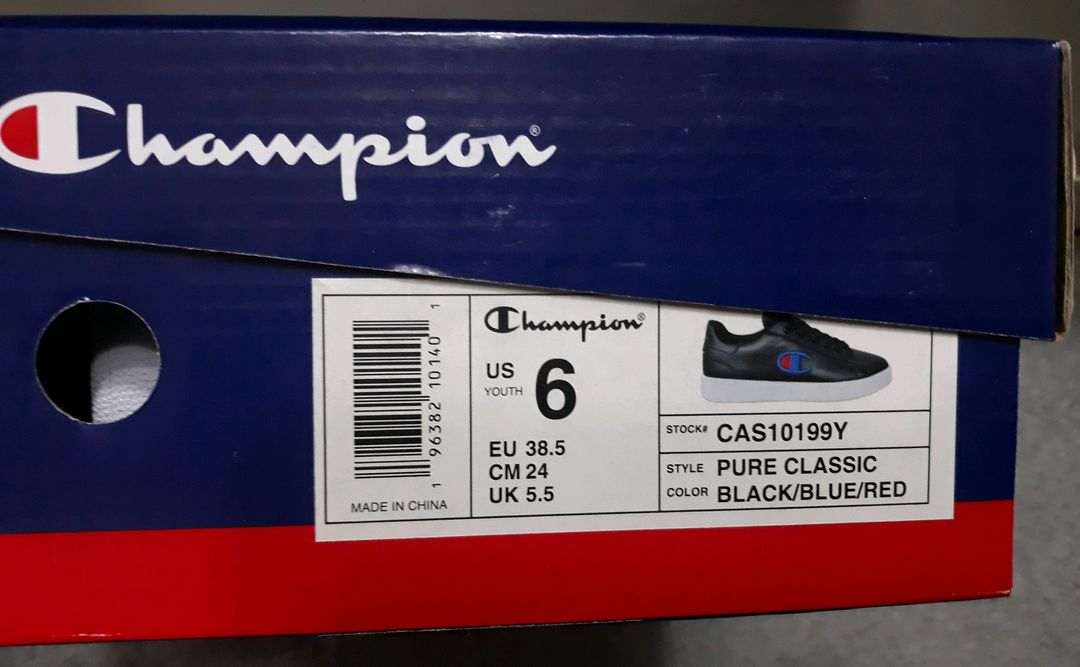 Champion®
1 96382 10140 1
MADE IN CHINA
Champion®
US
YOUTH
6
EU 38.5
CM 24
UK 5.5
STOCK# CAS10199Y
STYLE PURE CLASSIC
COLOR BLACK/BLUE/RED